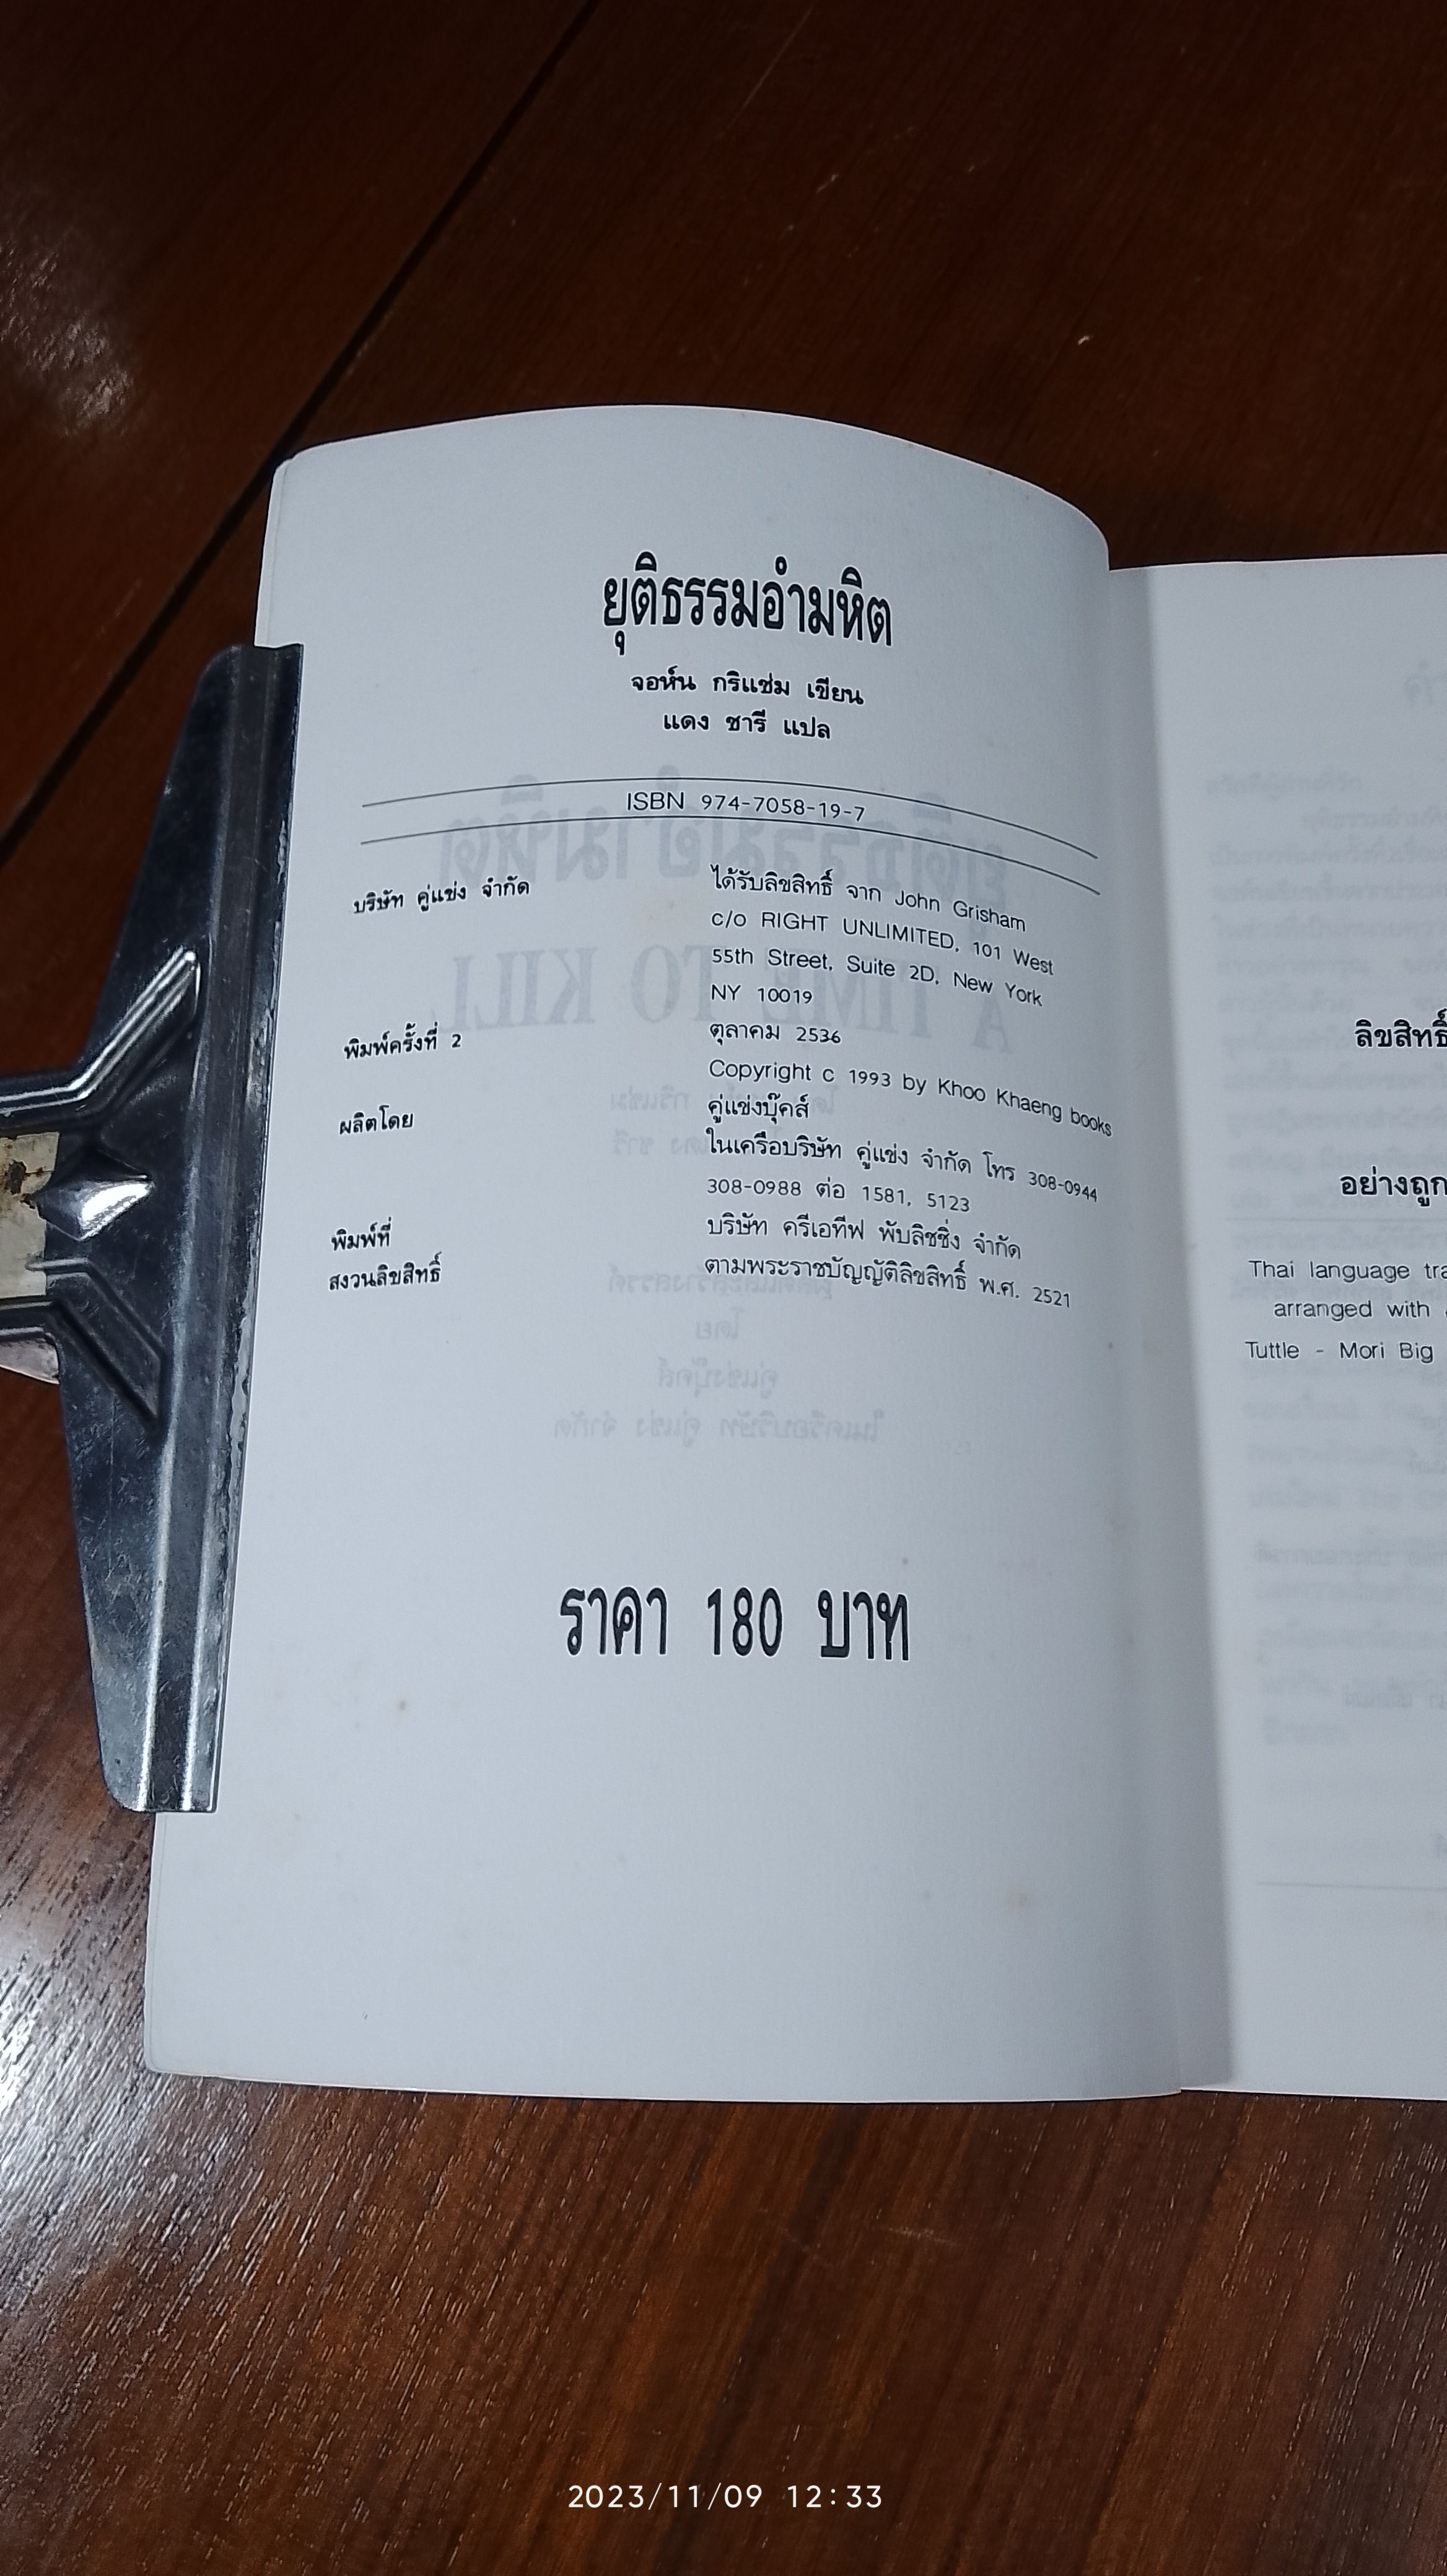 ยุติธรรมอำมหิต
จอห์น กริแช่ม เขียน
แดง ชารี แปล
ISBN 974-7058-19-7
บริษัท คู่แข่ง จำกัด ได้รับลิขสิทธิ์ จาก John Grisham
c/o RIGHT UNLIMITED, 101 West
55th Street, Suite 2D, New York
NY 10019
พิมพ์ครั้งที่ 2 ตุลาคม 2536
Copyright c 1993 by Khoo Khaeng books
ผลิตโดย คู่แข่งบุ๊คส์
ในเครือบริษัท คู่แข่ง จำกัด โทร 308-0944
308-0988 ต่อ 1581, 5123
พิมพ์ที่ บริษัท ครีเอทีฟ พับลิชชิ่ง จำกัด
สงวนลิขสิทธิ์ ตามพระราชบัญญัติลิขสิทธิ์ พ.ศ. 2521
ราคา 180 บาท
ลิขสิทธิ์
อย่างถูก
Thai language
arranged with
Tuttle - Mori Big
2023/11/09 12:33